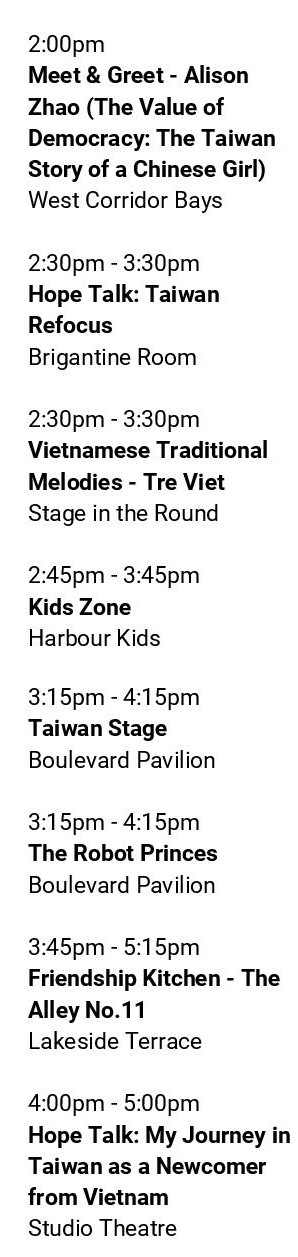 2:00pm
Meet & Greet - Alison
Zhao (The Value of
Democracy: The Taiwan
Story of a Chinese Girl)
West Corridor Bays
2:30pm - 3:30pm
Hope Talk: Taiwan
Refocus
Brigantine Room
2:30pm - 3:30pm
Vietnamese Traditional
Melodies - Tre Viet
Stage in the Round
2:45pm - 3:45pm
Kids Zone
Harbour Kids
3:15pm - 4:15pm
Taiwan Stage
Boulevard Pavilion
3:15pm - 4:15pm
The Robot Princes
Boulevard Pavilion
3:45pm - 5:15pm
Friendship Kitchen - The
Alley No.11
Lakeside Terrace
4:00pm - 5:00pm
Hope Talk: My Journey in
Taiwan as a Newcomer
from Vietnam
Studio Theatre